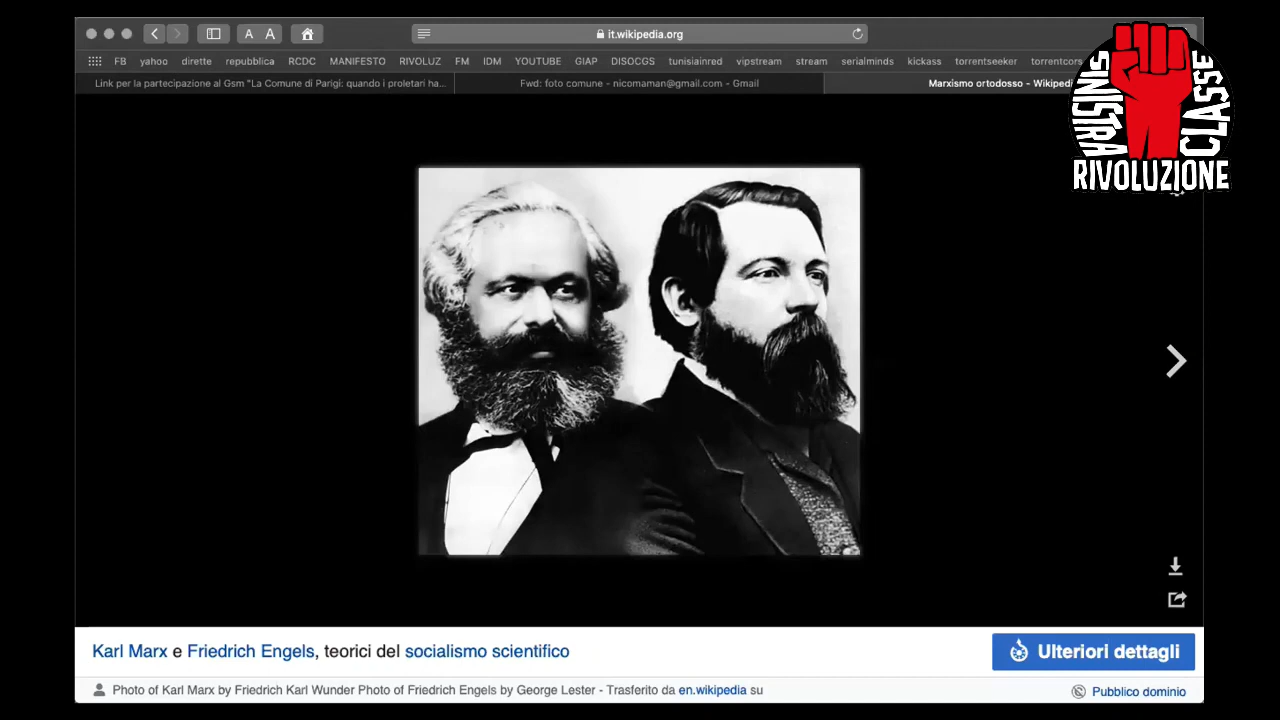 A A
it.wikipedia.org
FB yahoo dirette repubblica RCDC MANIFESTO RIVOLUZ FM IDM YOUTUBE GIAP DISOCGS tunisiainred vipstream stream serialminds kickass torrentseeker torrentcors
Link per la partecipazione al Gsm "La Comune di Parigi: quando i proletari ha...
Fwd: foto comune - nicomaman@gmail.com - Gmail
Marxismo ortodosso - Wikiped
SINISTRA
CLASSE
RIVOLUZIONE
Karl Marx e Friedrich Engels, teorici del socialismo scientifico
Ulteriori dettagli
Photo of Karl Marx by Friedrich Karl Wunder Photo of Friedrich Engels by George Lester - Trasferito da en.wikipedia su
Pubblico dominio